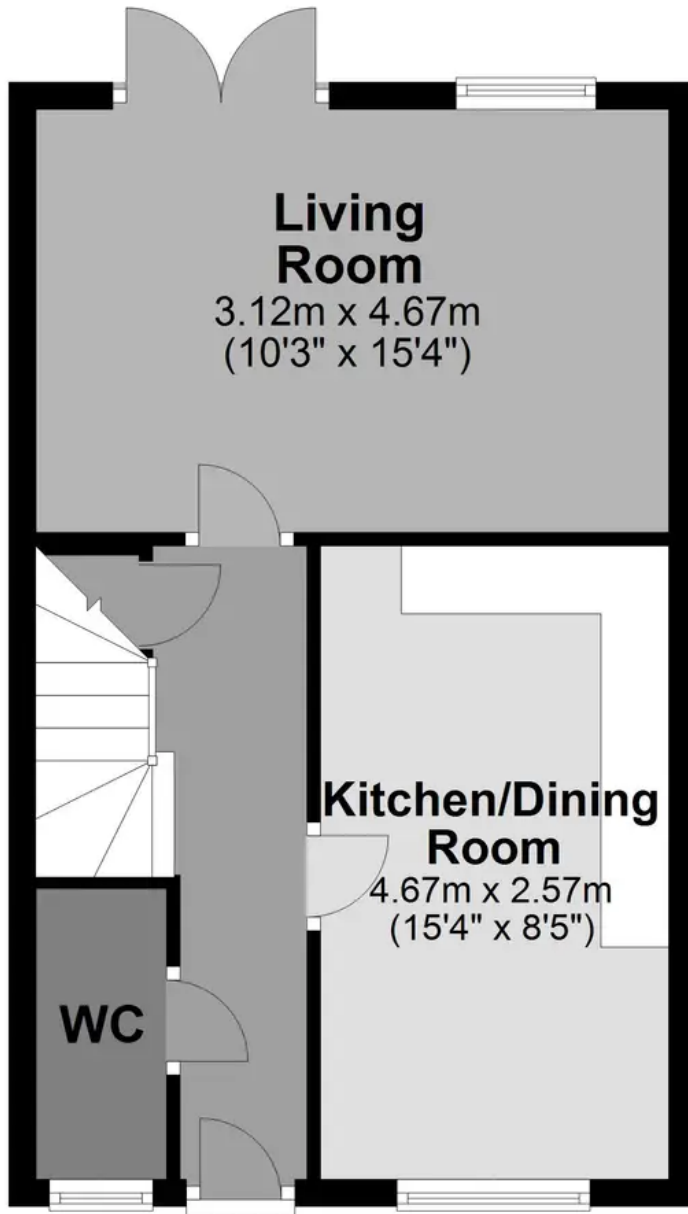 Living
Room
3.12m x 4.67m
(10'3" x 15'4")
Kitchen/Dining
Room
4.67m x 2.57m
(15'4" x 8'5")
WC